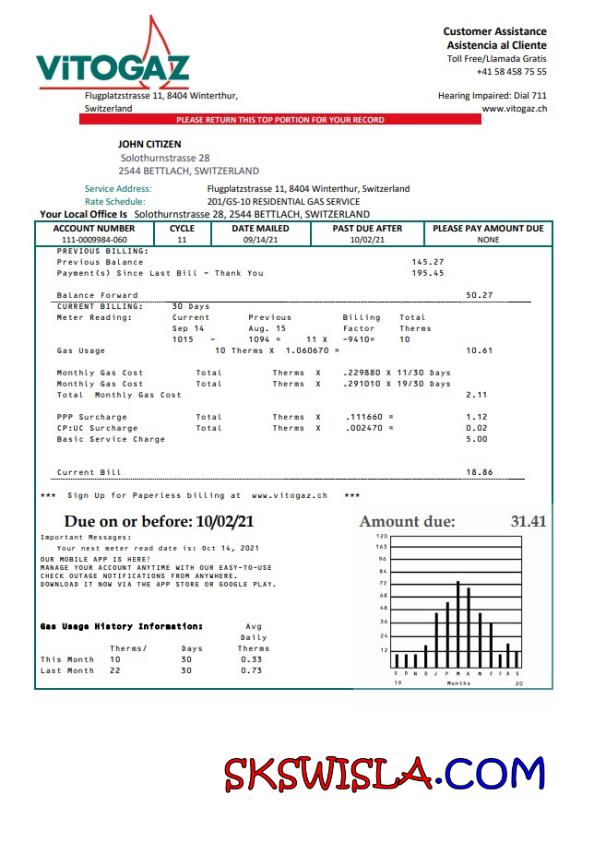 ViTOGAZ
Customer Assistance
Asistencia al Cliente
Toll Free/Llamada Gratis
+41 58 458 75 55
Flugplatzstrasse 11, 8404 Winterthur,
Switzerland
Hearing Impaired: Dial 711
www.vitogaz.ch
PLEASE RETURN THIS TOP PORTION FOR YOUR RECORD
JOHN CITIZEN
Solothurnstrasse 28
2544 BETTLACH, SWITZERLAND
Service Address: Flugplatzstrasse 11, 8404 Winterthur, Switzerland
Rate Schedule: 201/GS-10 RESIDENTIAL GAS SERVICE
Your Local Office Is Solothurnstrasse 28, 2544 BETTLACH, SWITZERLAND
ACCOUNT NUMBER CYCLE DATE MAILED PAST DUE AFTER PLEASE PAY AMOUNT DUE
111-0009984-060 11 09/14/21 10/02/21 NONE
PREVIOUS BILLING:
Previous Balance 145.27
Payment(s) Since Last Bill - Thank You 195.45
Balance Forward 50.27
CURRENT BILLING: 30 Days
Meter Reading: Current Previous Billing Total
Sep 14 Aug. 15 Factor Therms
1015 - 1094 = 11 X -9410= 10
Gas Usage 10 Therms X 1.060670 = 10.61
Monthly Gas Cost Total Therms X .229880 X 11/30 Days
Monthly Gas Cost Total Therms X .291010 X 19/30 Days
Total Monthly Gas Cost 2.11
PPP Surcharge Total Therms X .111660 = 1.12
CP:UC Surcharge Total Therms X .002470 = 0.02
Basic Service Charge 5.00
Current Bill 18.86
*** Sign Up for Paperless billing at www.vitogaz.ch ***
Due on or before: 10/02/21
Amount due: 31.41
Important Messages:
Your next meter read date is: Oct 14, 2021
OUR MOBILE APP IS HERE!
MANAGE YOUR ACCOUNT ANYTIME WITH OUR EASY-TO-USE
CHECK OUTAGE NOTIFICATIONS FROM ANYWHERE.
DOWNLOAD IT NOW VIA THE APP STORE OR GOOGLE PLAY.
Gas Usage History Information: Avg
Daily
Therms/ Days Therms
This Month 10 30 0.33
Last Month 22 30 0.73
120
163
96
84
72
68
48
36
24
12
S O N D J F M A M J J A S
19 Months 20
SKSWISLA.COM